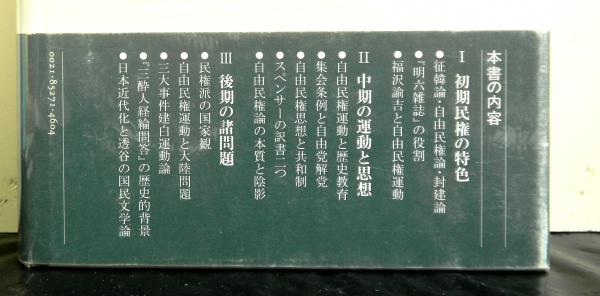 本書の内容
Ⅰ 初期民権の特色
●征韓論・自由民権論・封建論
●『明六雑誌』の役割
●福沢諭吉と自由民権運動
Ⅱ 中期の運動と思想
●自由民権運動と歴史教育
●集会条例と自由党解党
●自由民権思想と共和制
●スペンサーの訳書二つ
●自由民権論の本質と陰影
Ⅲ 後期の諸問題
●民権派の国家観
●自由民権運動と大陸問題
●三大事件建白運動論
●『三酔人経綸問答』の歴史的背景
●日本近代化と透谷の国民文学論
0021-85271-4604